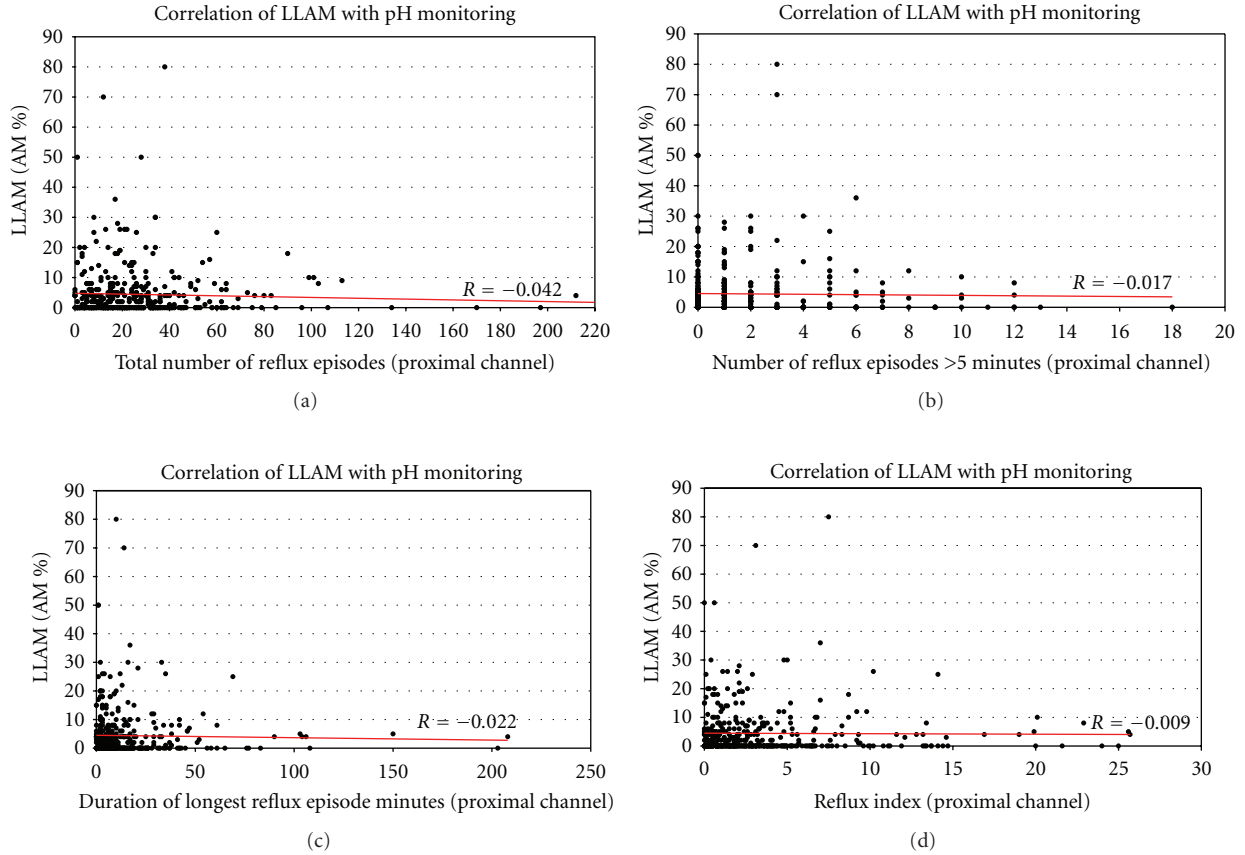 Correlation of LLAM with pH monitoring
90
80
70
60
50
40
30
20
10
0
LLAM (AM %)
R = −0.042
0 20 40 60 80 100 120 140 160 180 200 220
Total number of reflux episodes (proximal channel)
(a)
Correlation of LLAM with pH monitoring
90
80
70
60
50
40
30
20
10
0
LLAM (AM %)
R = −0.017
0 2 4 6 8 10 12 14 16 18 20
Number of reflux episodes >5 minutes (proximal channel)
(b)
Correlation of LLAM with pH monitoring
90
80
70
60
50
40
30
20
10
0
LLAM (AM %)
R = −0.022
0 50 100 150 200 250
Duration of longest reflux episode minutes (proximal channel)
(c)
Correlation of LLAM with pH monitoring
90
80
70
60
50
40
30
20
10
0
LLAM (AM %)
R = −0.009
0 5 10 15 20 25 30
Reflux index (proximal channel)
(d)